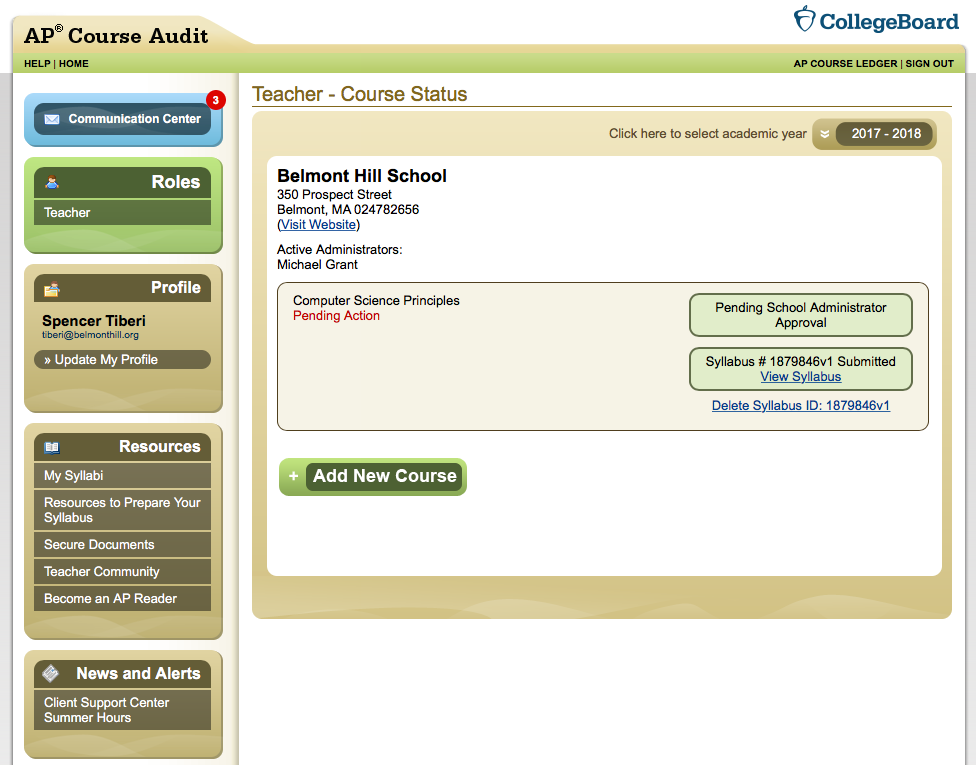 AP® Course Audit
CollegeBoard
HELP | HOME
AP COURSE LEDGER | SIGN OUT
3
Communication Center
Roles
Teacher
Profile
Spencer Tiberi
tiberi@belmonthill.org
» Update My Profile
Resources
My Syllabi
Resources to Prepare Your
Syllabus
Secure Documents
Teacher Community
Become an AP Reader
News and Alerts
Client Support Center
Summer Hours
Teacher - Course Status
Click here to select academic year
2017 - 2018
Belmont Hill School
350 Prospect Street
Belmont, MA 024782656
(Visit Website)
Active Administrators:
Michael Grant
Computer Science Principles
Pending Action
Pending School Administrator
Approval
Syllabus # 1879846v1 Submitted
View Syllabus
Delete Syllabus ID: 1879846v1
+ Add New Course